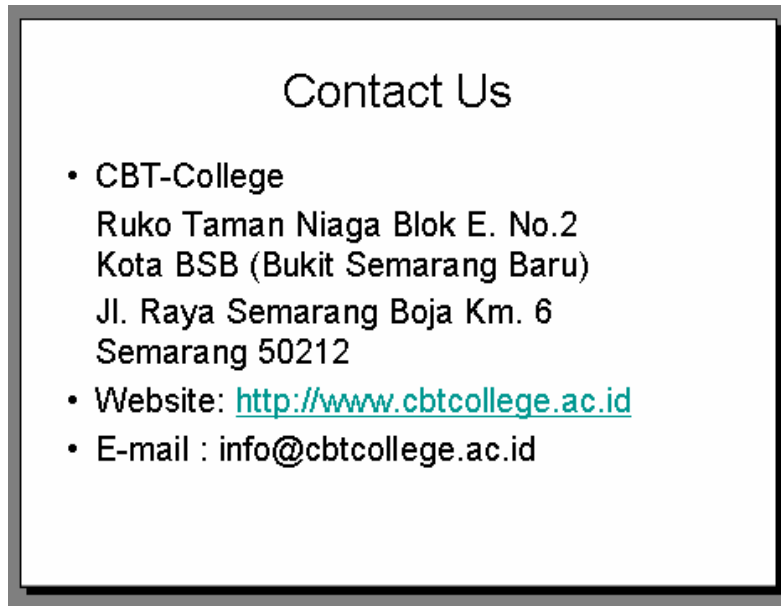 Contact Us
• CBT-College
Ruko Taman Niaga Blok E. No.2
Kota BSB (Bukit Semarang Baru)
Jl. Raya Semarang Boja Km. 6
Semarang 50212
• Website: http://www.cbtcollege.ac.id
• E-mail : info@cbtcollege.ac.id